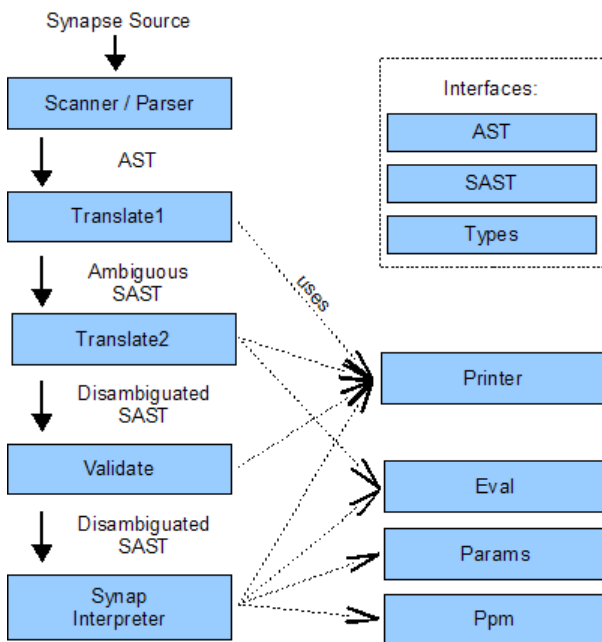 Synapse Source
Scanner / Parser
AST
Translate1
Ambiguous
SAST
Translate2
Disambiguated
SAST
Validate
Disambiguated
SAST
Synap
Interpreter
uses
Interfaces:
AST
SAST
Types
Printer
Eval
Params
Ppm